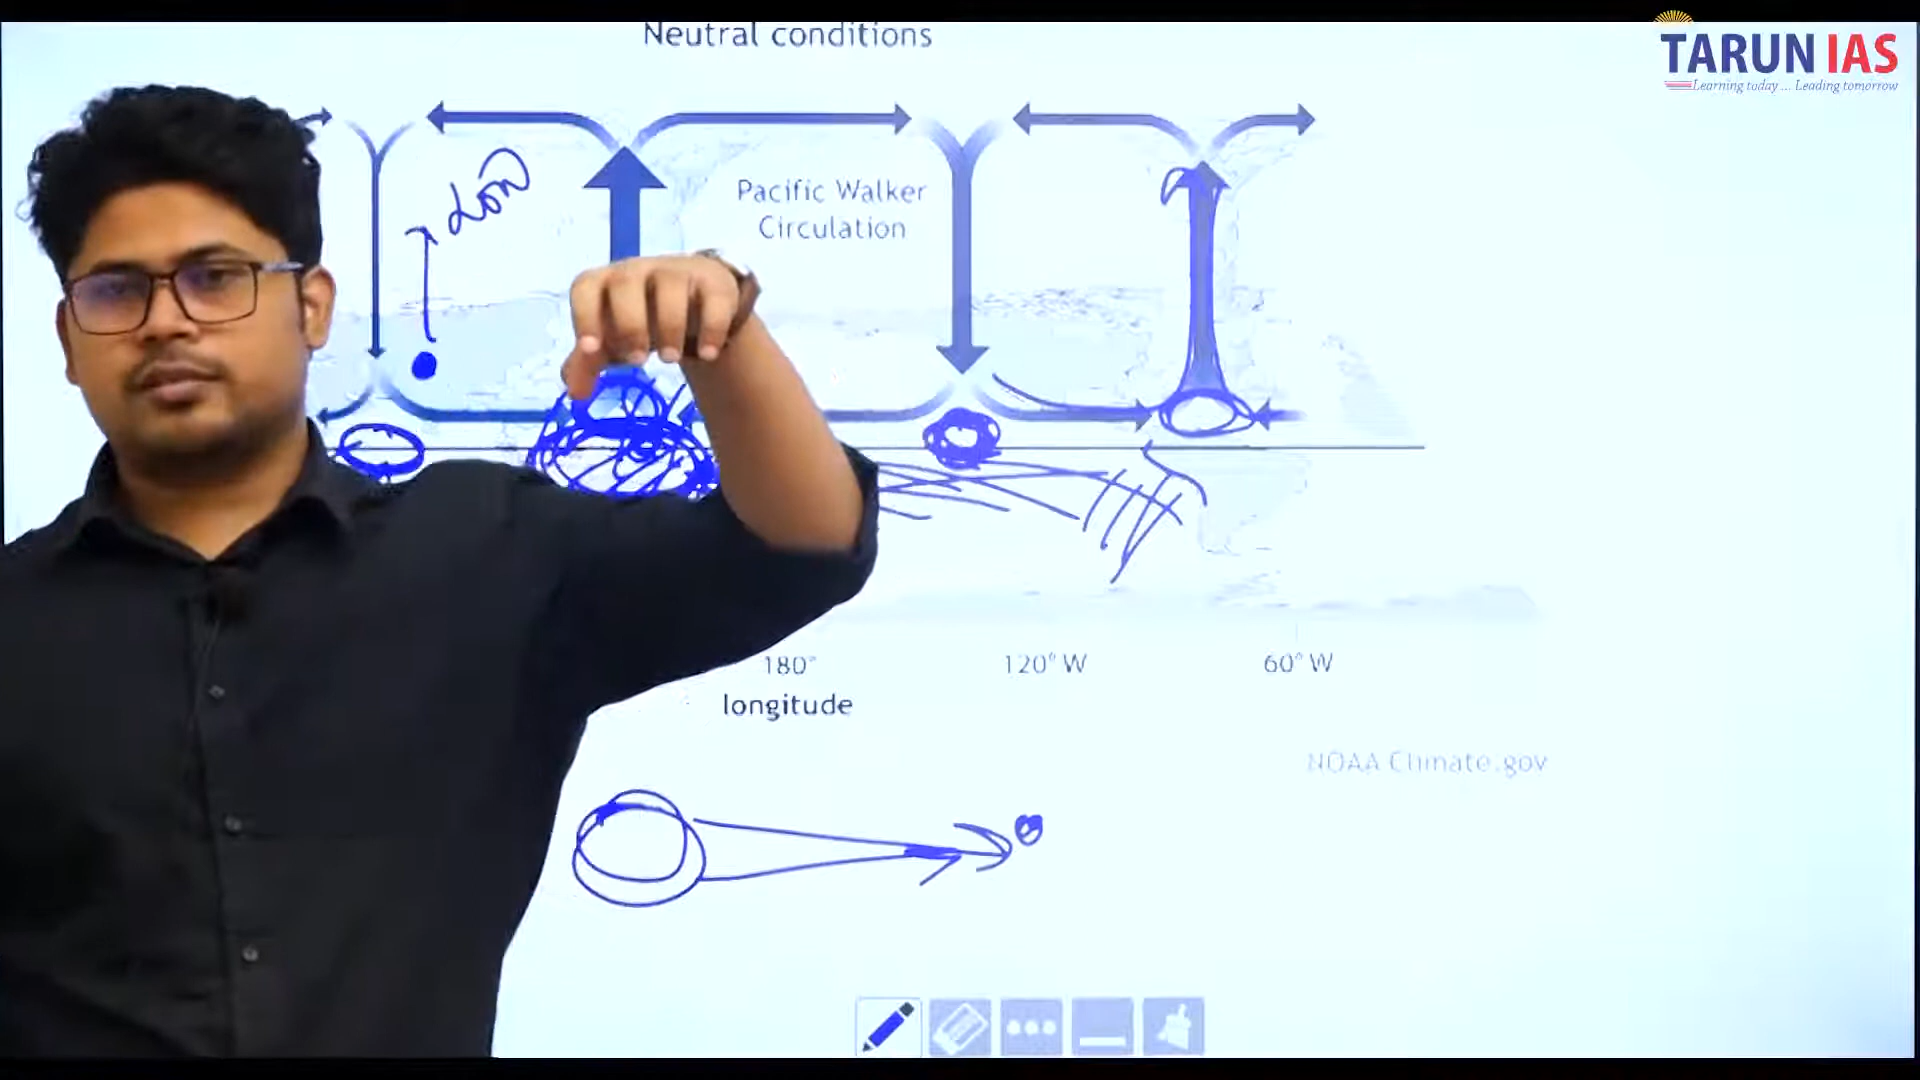 Neutral conditions
TARUN IAS
Learning today ... Leading tomorrow
Pacific Walker
Circulation
180°
120° W
60° W
longitude
NOAA Climate.gov